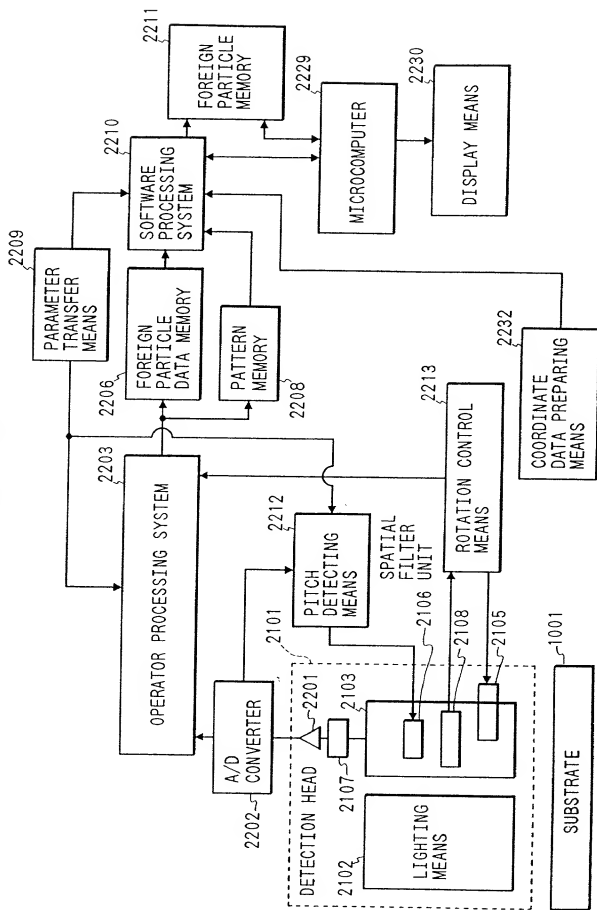 2211
FOREIGN
PARTICLE
MEMORY
2229
MICROCOMPUTER
2230
DISPLAY MEANS
2210
SOFTWARE
PROCESSING
SYSTEM
2209
PARAMETER
TRANSFER
MEANS
2206
FOREIGN
PARTICLE
DATA MEMORY
PATTERN
MEMORY
2208
2232
COORDINATE
DATA PREPARING
MEANS
2203
OPERATOR PROCESSING SYSTEM
2212
PITCH
DETECTING
MEANS
2213
ROTATION CONTROL
MEANS
SPATIAL
FILTER
UNIT
A/D
CONVERTER
2202
2201
2101
DETECTION HEAD
2107
2103
2106
2108
2105
2102
LIGHTING
MEANS
1001
SUBSTRATE